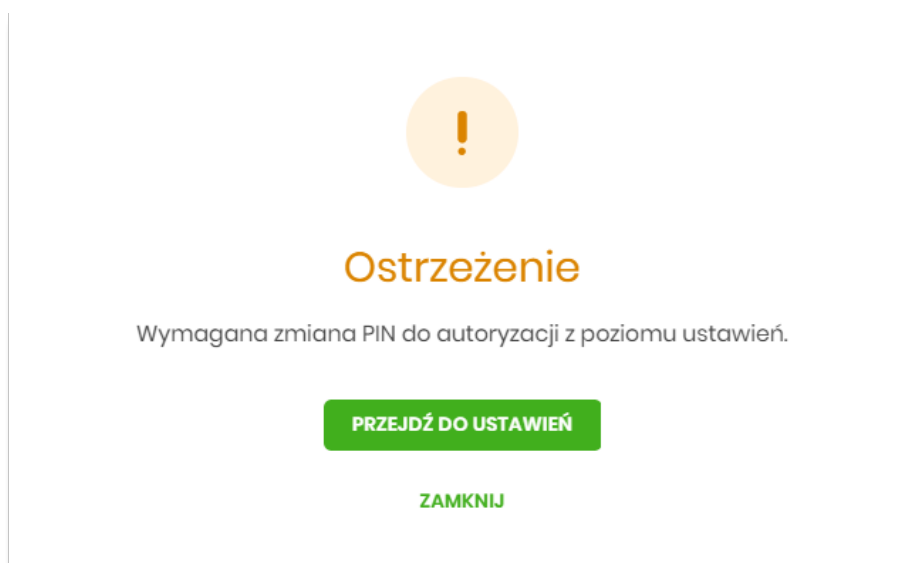 Ostrzeżenie
Wymagana zmiana PIN do autoryzacji z poziomu ustawień.
PRZEJDŹ DO USTAWIEŃ
ZAMKNIJ